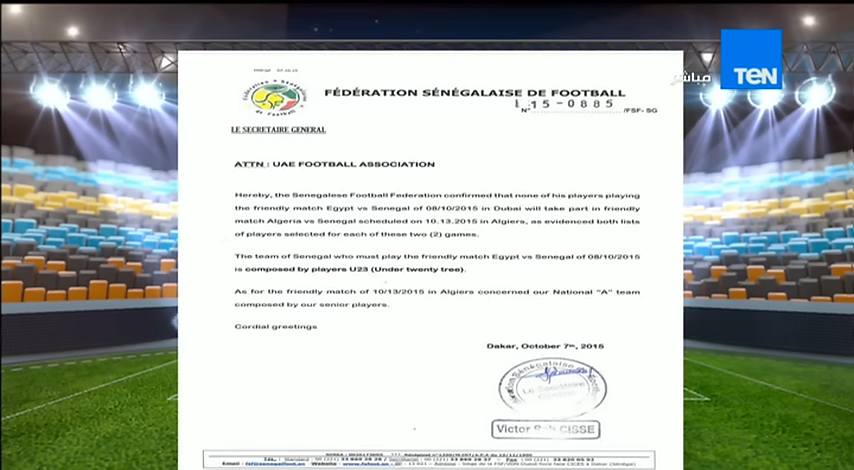 مباشر
TEN
FÉDÉRATION SÉNÉGALAISE DE FOOTBALL
15-0885
N° /FSF- SG
LE SECRETAIRE GENERAL
ATTN : UAE FOOTBALL ASSOCIATION
Hereby, the Senegalese Football Federation confirmed that none of his players playing
the friendly match Egypt vs Senegal of 08/10/2015 in Dubai will take part in friendly
match Algeria vs Senegal scheduled on 10.13.2015 in Algiers, as evidenced both lists
of players selected for each of these two (2) games.
The team of Senegal who must play the friendly match Egypt vs Senegal of 08/10/2015
is composed by players U23 (Under twenty tree).
As for the friendly match of 10/13/2015 in Algiers concerned our National "A" team
composed by our senior players.
Cordial greetings
Dakar, October 7th, 2015
Le Secrétaire
Général
Victor CISSE